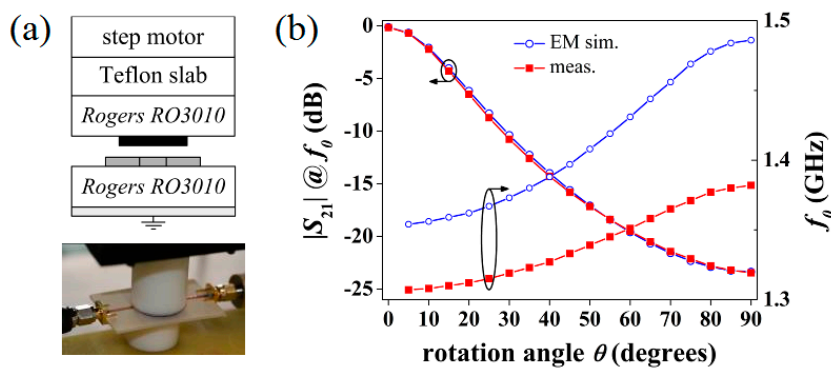 (a)
step motor
Teflon slab
Rogers RO3010
Rogers RO3010
(b)
|S21| @ f0 (dB)
0
-5
-10
-15
-20
-25
EM sim.
meas.
1.5
1.4
1.3
f0 (GHz)
0 10 20 30 40 50 60 70 80 90
rotation angle θ (degrees)